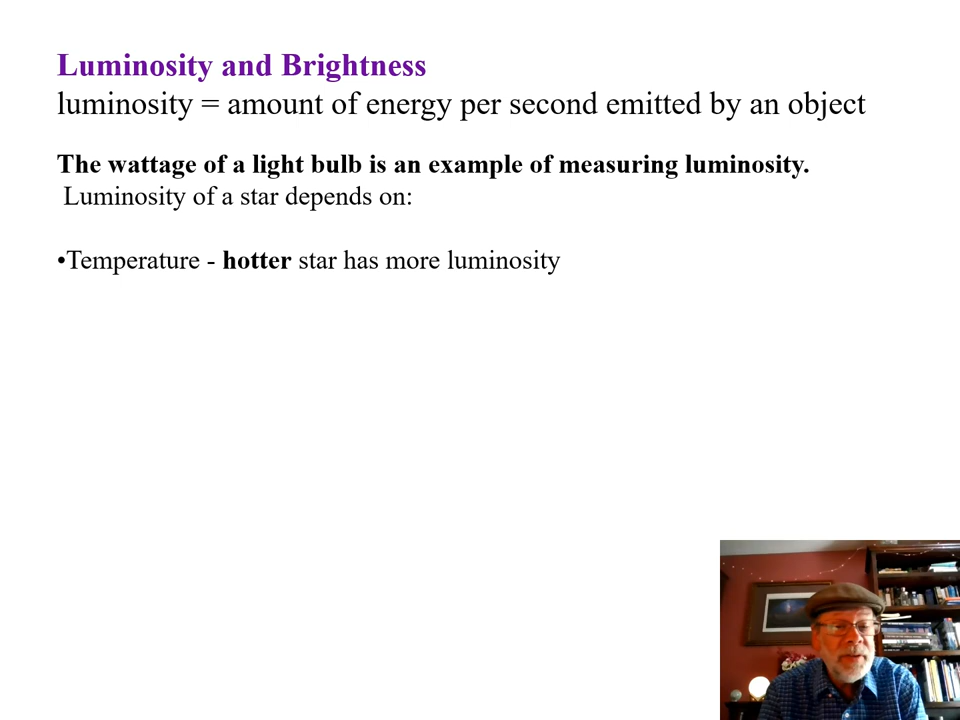 Luminosity and Brightness
luminosity = amount of energy per second emitted by an object
The wattage of a light bulb is an example of measuring luminosity.
Luminosity of a star depends on:
•Temperature - hotter star has more luminosity